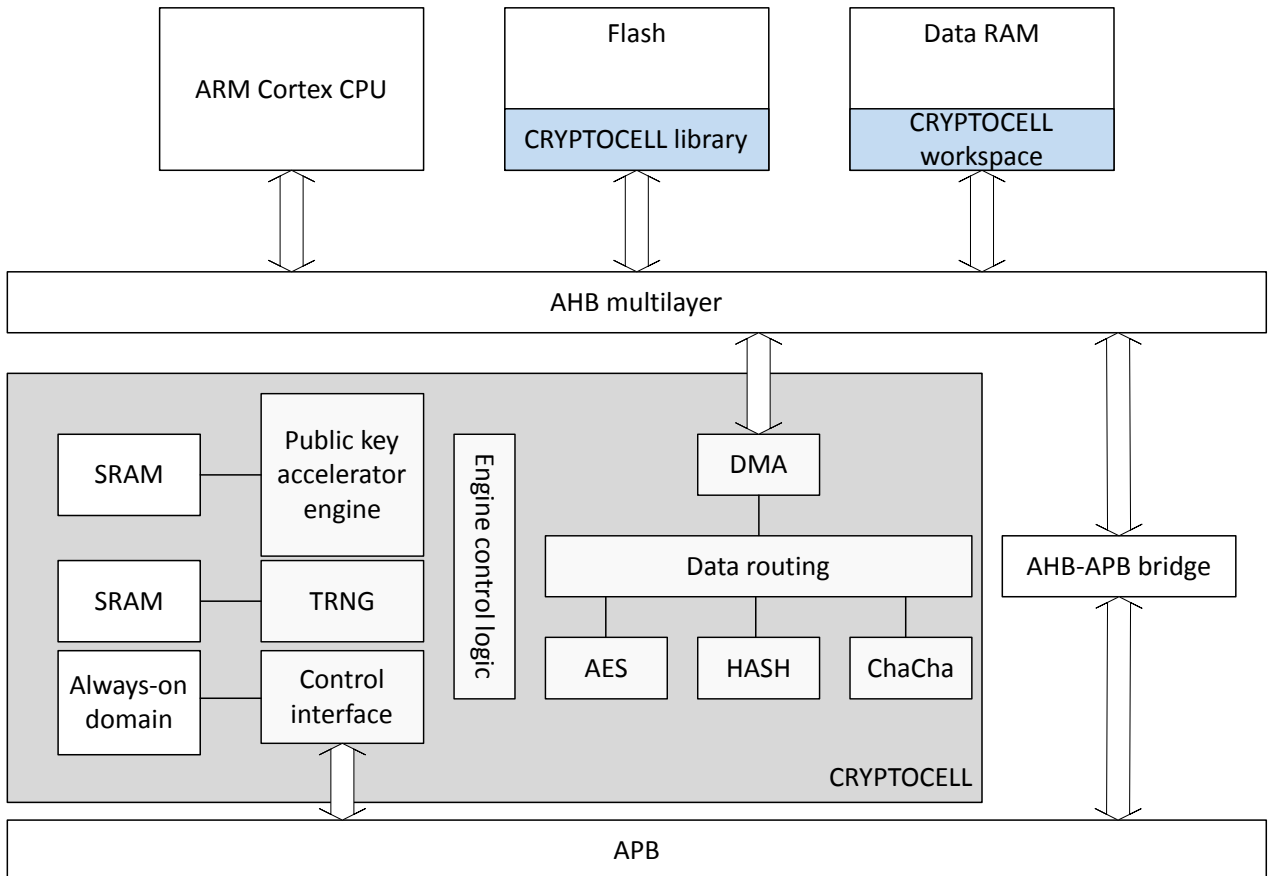 ARM Cortex CPU
Flash
CRYPTOCELL library
Data RAM
CRYPTOCELL
workspace
AHB multilayer
SRAM
Public key
accelerator
engine
Engine control logic
DMA
Data routing
AHB-APB bridge
SRAM
TRNG
AES
HASH
ChaCha
Always-on
domain
Control
interface
CRYPTOCELL
APB